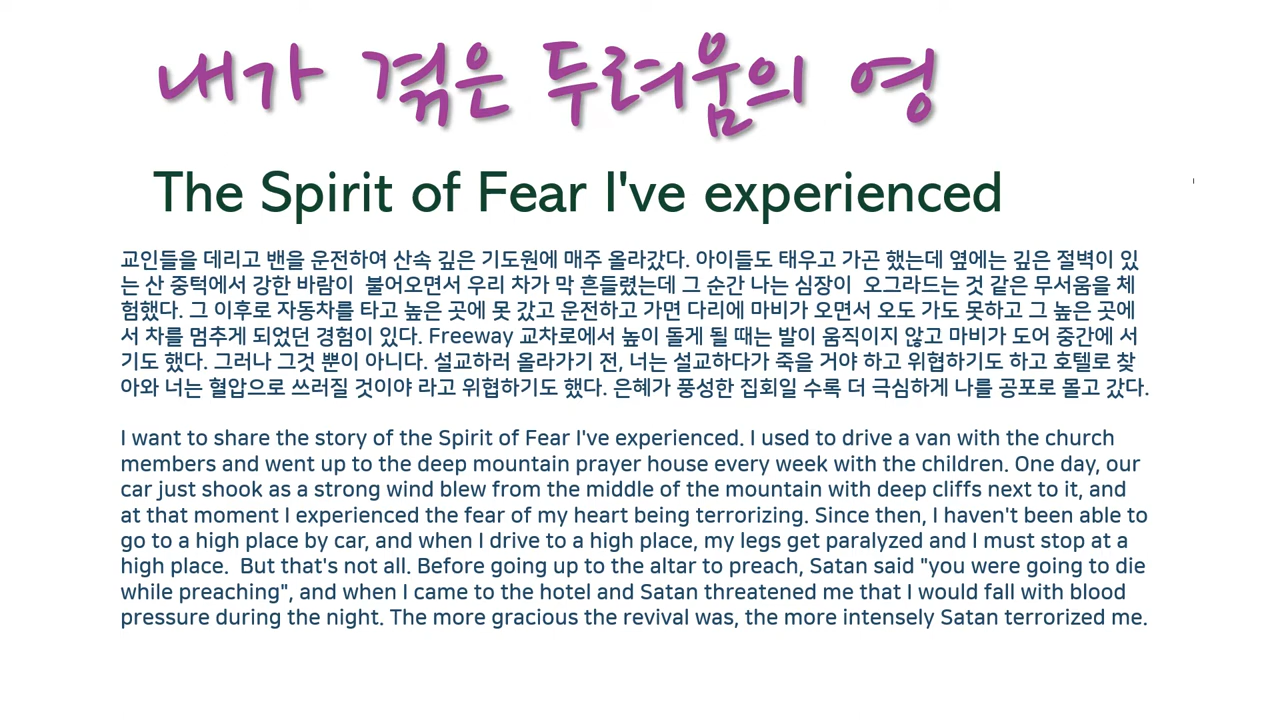 내가 겪은 두려움의 영
The Spirit of Fear I've experienced
교인들을 데리고 밴을 운전하여 산속 깊은 기도원에 매주 올라갔다. 아이들도 태우고 가곤 했는데 옆에는 깊은 절벽이 있
는 산 중턱에서 강한 바람이 불어오면서 우리 차가 막 흔들렸는데 그 순간 나는 심장이 오그라드는 것 같은 무서움을 체
험했다. 그 이후로 자동차를 타고 높은 곳에 못 갔고 운전하고 가면 다리에 마비가 오면서 오도 가도 못하고 그 높은 곳에
서 차를 멈추게 되었던 경험이 있다. Freeway 교차로에서 높이 돌게 될 때는 발이 움직이지 않고 마비가 도어 중간에 서
기도 했다. 그러나 그것 뿐이 아니다. 설교하러 올라가기 전, 너는 설교하다가 죽을 거야 하고 위협하기도 하고 호텔로 찾
아와 너는 혈압으로 쓰러질 것이야 라고 위협하기도 했다. 은혜가 풍성한 집회일 수록 더 극심하게 나를 공포로 몰고 갔다.
I want to share the story of the Spirit of Fear I've experienced. I used to drive a van with the church
members and went up to the deep mountain prayer house every week with the children. One day, our
car just shook as a strong wind blew from the middle of the mountain with deep cliffs next to it, and
at that moment I experienced the fear of my heart being terrorizing. Since then, I haven't been able to
go to a high place by car, and when I drive to a high place, my legs get paralyzed and I must stop at a
high place.  But that's not all. Before going up to the altar to preach, Satan said "you were going to die
while preaching", and when I came to the hotel and Satan threatened me that I would fall with blood
pressure during the night. The more gracious the revival was, the more intensely Satan terrorized me.